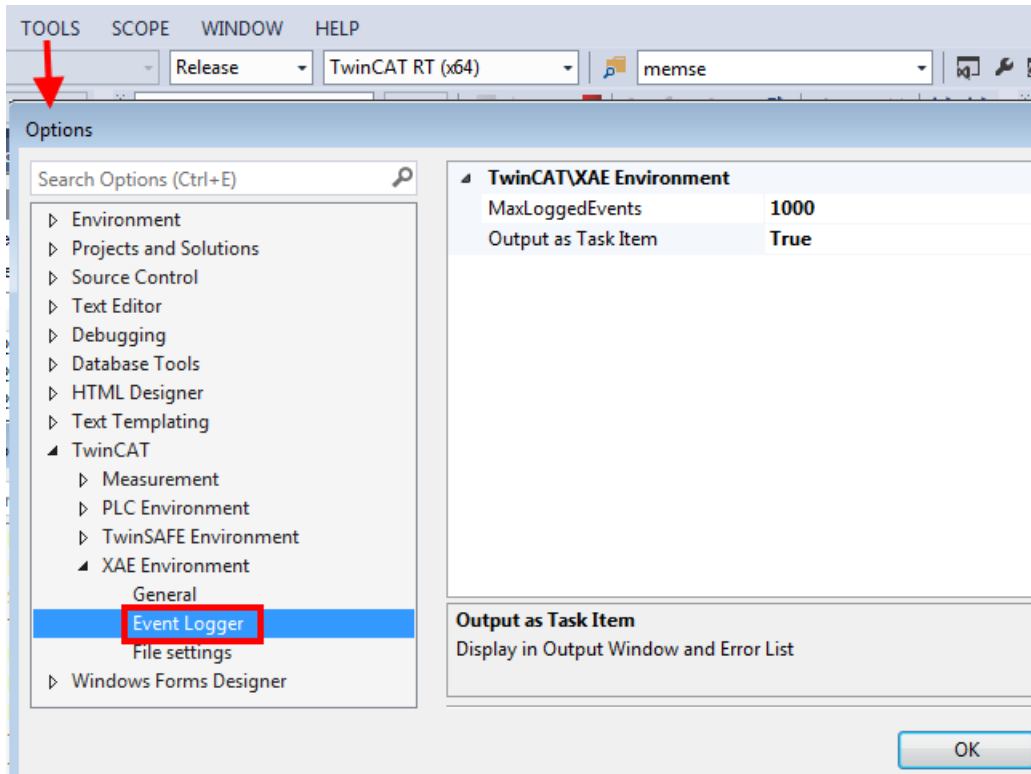 TOOLS SCOPE WINDOW HELP
Release TwinCAT RT (x64) memse
Options
Search Options (Ctrl+E)
Environment
Projects and Solutions
Source Control
Text Editor
Debugging
Database Tools
HTML Designer
Text Templating
TwinCAT
Measurement
PLC Environment
TwinSAFE Environment
XAE Environment
General
Event Logger
File settings
Windows Forms Designer
TwinCAT\XAE Environment
MaxLoggedEvents 1000
Output as Task Item True
Output as Task Item
Display in Output Window and Error List
OK